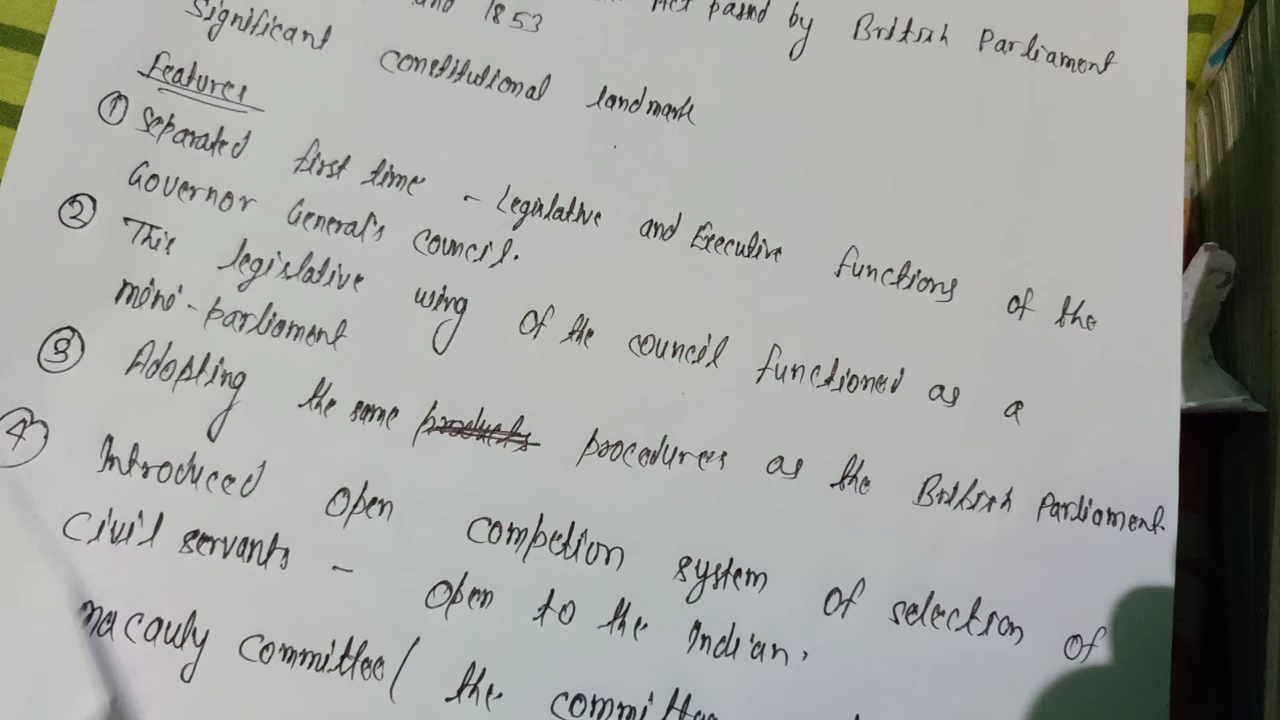 and 1853 Act passed by British Parliament
Significant constitutional landmark
Features
① Separated first time - Legislative and Executive functions of the
Governor General's council.
② This legislative wing of the council functioned as a
mini-parliament
③ Adopting the same products procedures as the British Parliament
④ Introduced open competion system of selection of
Civil servants - open to the Indian.
macauly committee ( the committee